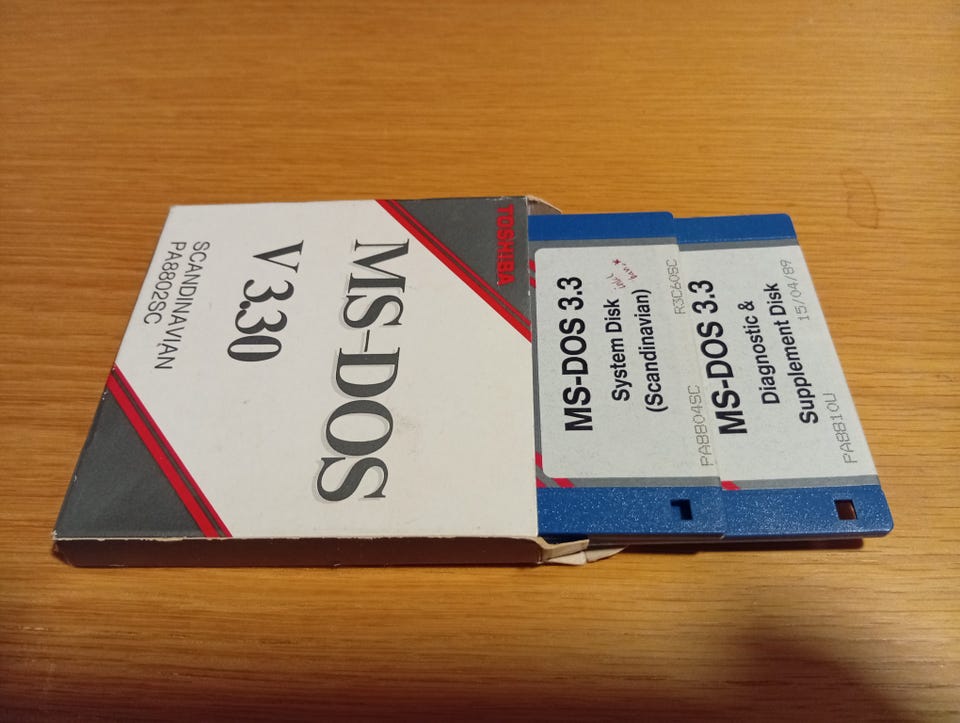 TOSHIBA
MS-DOS
V 3.30
SCANDINAVIAN
PA8802SC
MS-DOS 3.3
System Disk
(Scandinavian)
R3C60SC
PA8804SC
MS-DOS 3.3
Diagnostic &
Supplement Disk
15/04/89
PA8810U